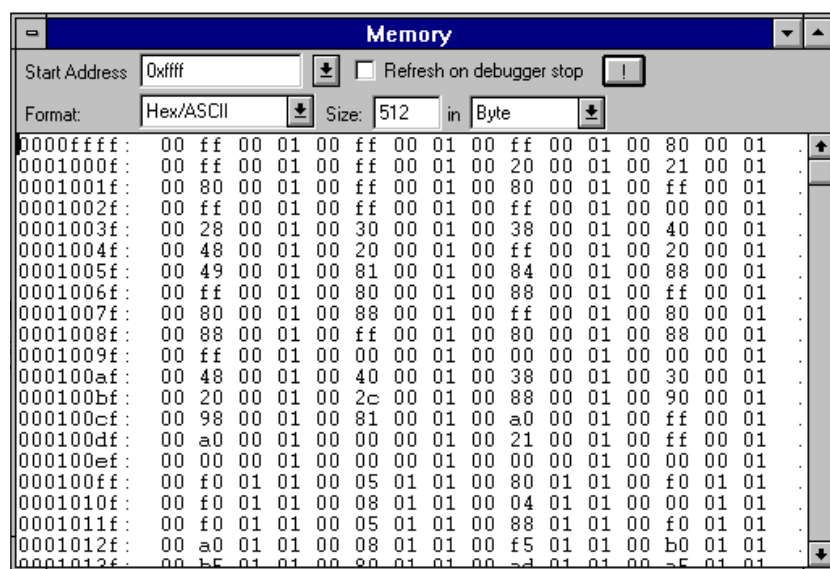 Memory
Start Address 0xffff Refresh on debugger stop !
Format: Hex/ASCII Size: 512 in Byte
0000ffff: 00 ff 00 01 00 ff 00 01 00 ff 00 01 00 80 00 01 .
0001000f: 00 ff 00 01 00 ff 00 01 00 20 00 01 00 21 00 01 .
0001001f: 00 80 00 01 00 ff 00 01 00 80 00 01 00 ff 00 01 .
0001002f: 00 ff 00 01 00 ff 00 01 00 ff 00 01 00 00 00 01 .
0001003f: 00 28 00 01 00 30 00 01 00 38 00 01 00 40 00 01 .
0001004f: 00 48 00 01 00 20 00 01 00 ff 00 01 00 20 00 01 .
0001005f: 00 49 00 01 00 81 00 01 00 84 00 01 00 88 00 01 .
0001006f: 00 ff 00 01 00 80 00 01 00 88 00 01 00 ff 00 01 .
0001007f: 00 80 00 01 00 88 00 01 00 ff 00 01 00 80 00 01 .
0001008f: 00 88 00 01 00 ff 00 01 00 80 00 01 00 88 00 01 .
0001009f: 00 ff 00 01 00 00 00 01 00 00 00 01 00 00 00 01 .
000100af: 00 48 00 01 00 40 00 01 00 38 00 01 00 30 00 01 .
000100bf: 00 20 00 01 00 2c 00 01 00 88 00 01 00 90 00 01 .
000100cf: 00 98 00 01 00 81 00 01 00 a0 00 01 00 ff 00 01 .
000100df: 00 a0 00 01 00 00 00 01 00 21 00 01 00 ff 00 01 .
000100ef: 00 00 00 01 00 00 00 01 00 00 00 01 00 00 00 01 .
000100ff: 00 f0 01 01 00 05 01 01 00 80 01 01 00 f0 01 01 .
0001010f: 00 f0 01 01 00 08 01 01 00 04 01 01 00 00 01 01 .
0001011f: 00 f0 01 01 00 05 01 01 00 88 01 01 00 f0 01 01 .
0001012f: 00 a0 01 01 00 08 01 01 00 f5 01 01 00 b0 01 01 .